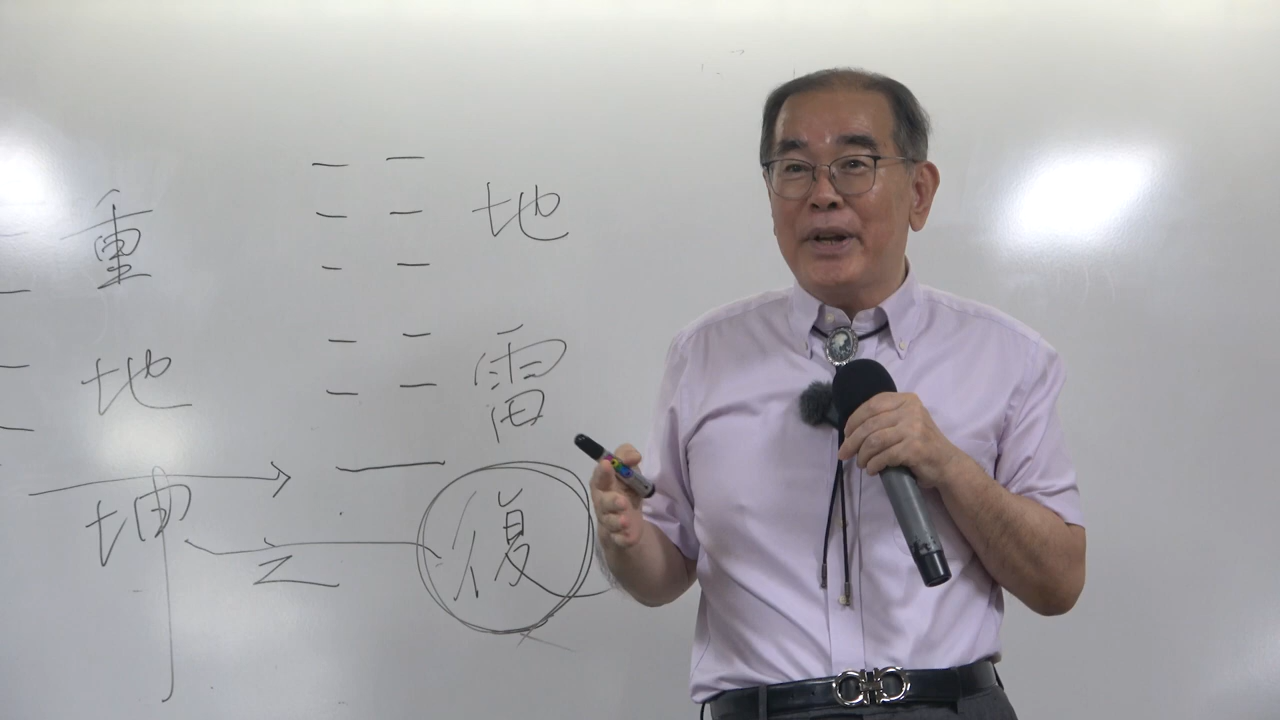 重
地
坤
之
地
雷
復